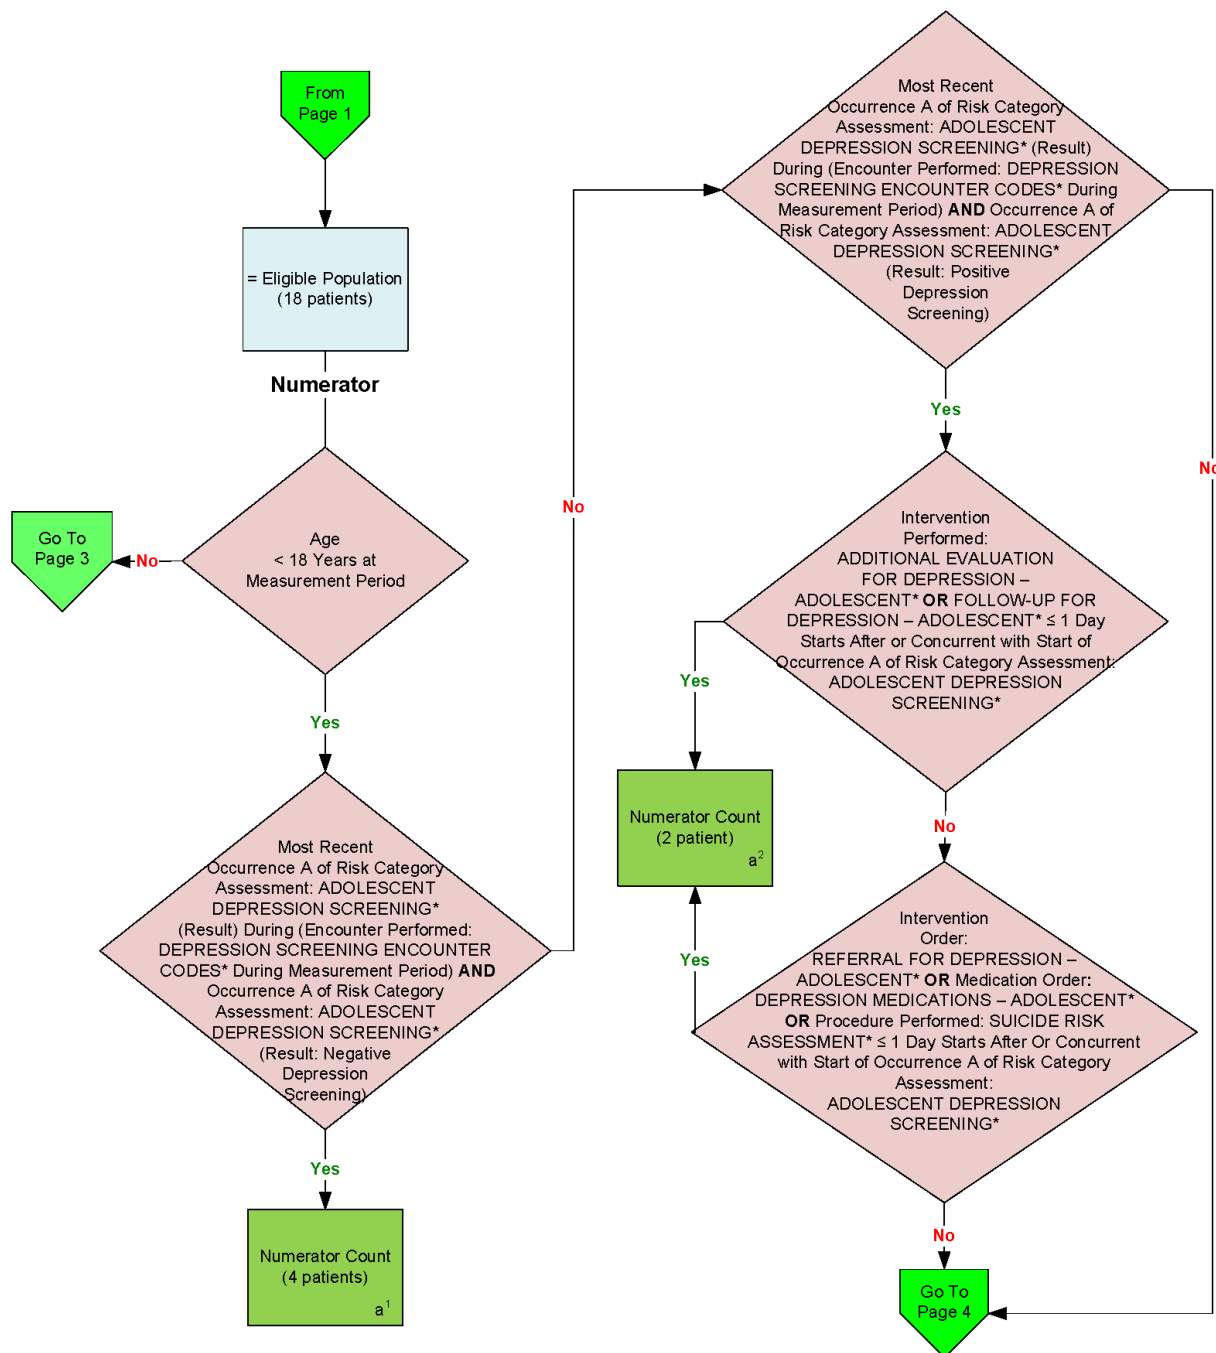 From
Page 1
= Eligible Population
(18 patients)
Numerator
Age
< 18 Years at
Measurement Period
No
Go To
Page 3
Yes
Most Recent
Occurrence A of Risk Category
Assessment: ADOLESCENT
DEPRESSION SCREENING*
(Result) During (Encounter Performed:
DEPRESSION SCREENING ENCOUNTER
CODES* During Measurement Period) AND
Occurrence A of Risk Category
Assessment: ADOLESCENT
DEPRESSION SCREENING*
(Result: Negative
Depression
Screening)
Yes
Numerator Count
(4 patients)
a1
No
Most Recent
Occurrence A of Risk Category
Assessment: ADOLESCENT
DEPRESSION SCREENING* (Result)
During (Encounter Performed: DEPRESSION
SCREENING ENCOUNTER CODES* During
Measurement Period) AND Occurrence A of
Risk Category Assessment: ADOLESCENT
DEPRESSION SCREENING*
(Result: Positive
Depression
Screening)
No
Yes
Intervention
Performed:
ADDITIONAL EVALUATION
FOR DEPRESSION –
ADOLESCENT* OR FOLLOW-UP FOR
DEPRESSION – ADOLESCENT* ≤ 1 Day
Starts After or Concurrent with Start of
Occurrence A of Risk Category Assessment:
ADOLESCENT DEPRESSION
SCREENING*
Yes
Numerator Count
(2 patient)
a2
No
Intervention
Order:
REFERRAL FOR DEPRESSION –
ADOLESCENT* OR Medication Order:
DEPRESSION MEDICATIONS – ADOLESCENT*
OR Procedure Performed: SUICIDE RISK
ASSESSMENT* ≤ 1 Day Starts After Or Concurrent
with Start of Occurrence A of Risk Category
Assessment:
ADOLESCENT DEPRESSION
SCREENING*
Yes
No
Go To
Page 4